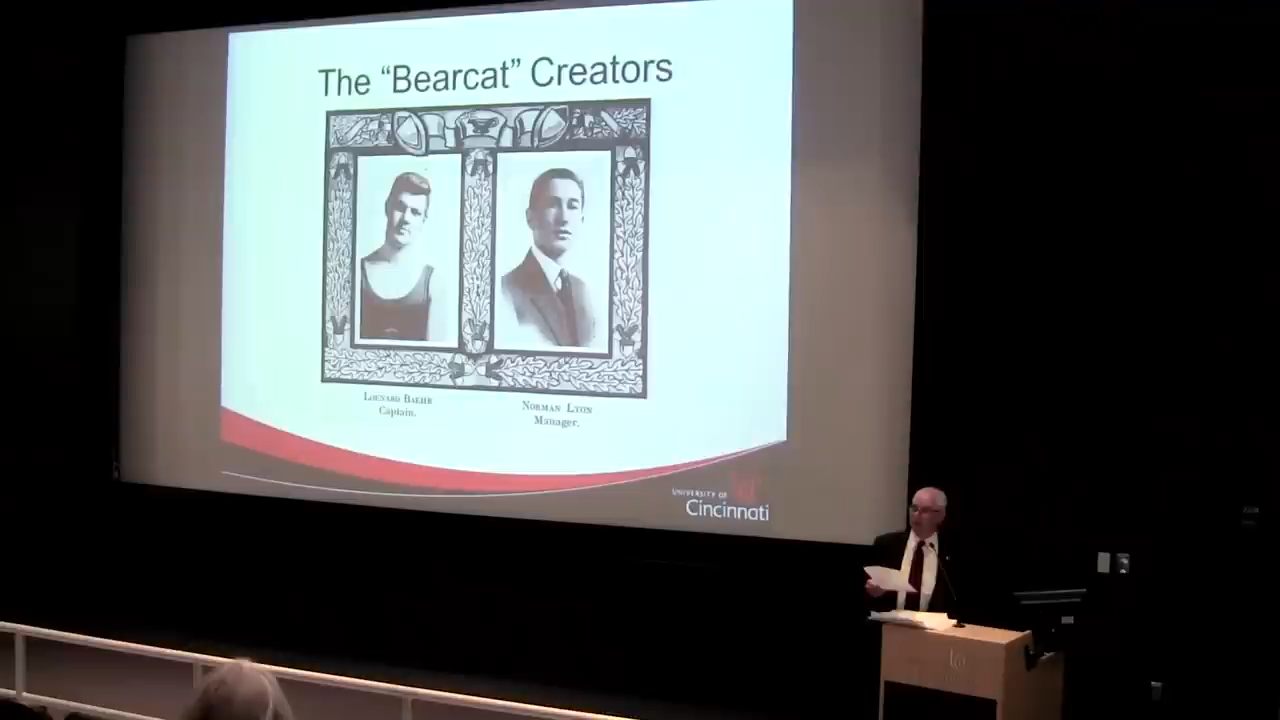 The “Bearcat” Creators
Leonard Baehr
Captain.
Norman Lyon
Manager.
UNIVERSITY OF
Cincinnati